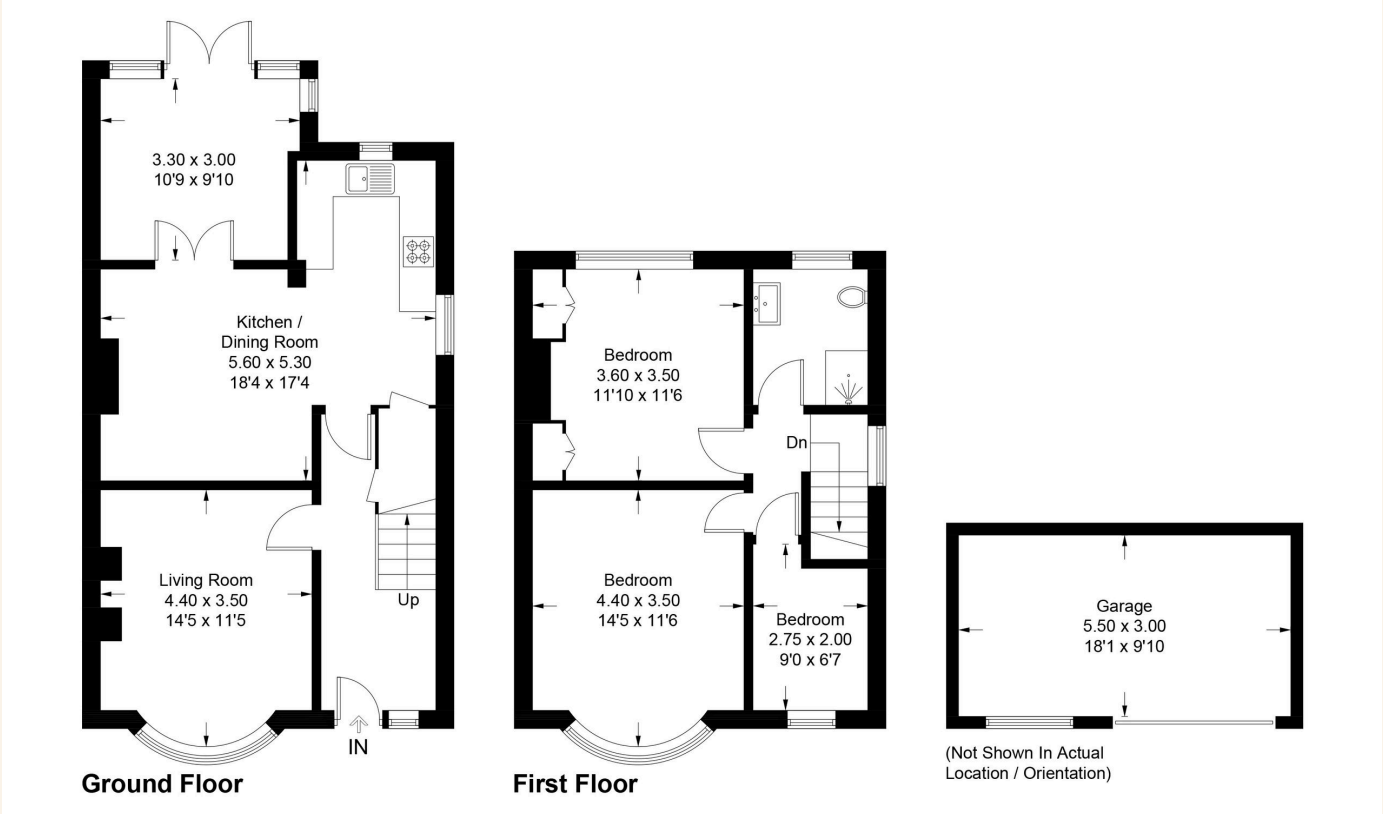 3.30 x 3.00
10'9 x 9'10
Kitchen /
Dining Room
5.60 x 5.30
18'4 x 17'4
Living Room
4.40 x 3.50
14'5 x 11'5
Up
IN
Ground Floor
Bedroom
3.60 x 3.50
11'10 x 11'6
Dn
Bedroom
4.40 x 3.50
14'5 x 11'6
Bedroom
2.75 x 2.00
9'0 x 6'7
First Floor
Garage
5.50 x 3.00
18'1 x 9'10
(Not Shown In Actual
Location / Orientation)